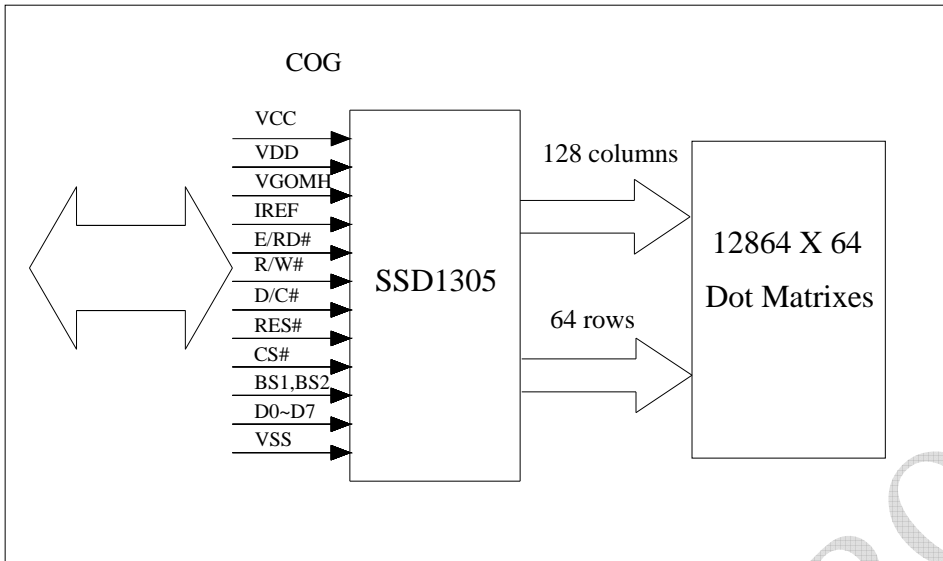 COG
VCC
VDD
VGOMH
IREF
E/RD#
R/W#
D/C#
RES#
CS#
BS1,BS2
D0~D7
VSS
SSD1305
128 columns
64 rows
12864 X 64
Dot Matrixes